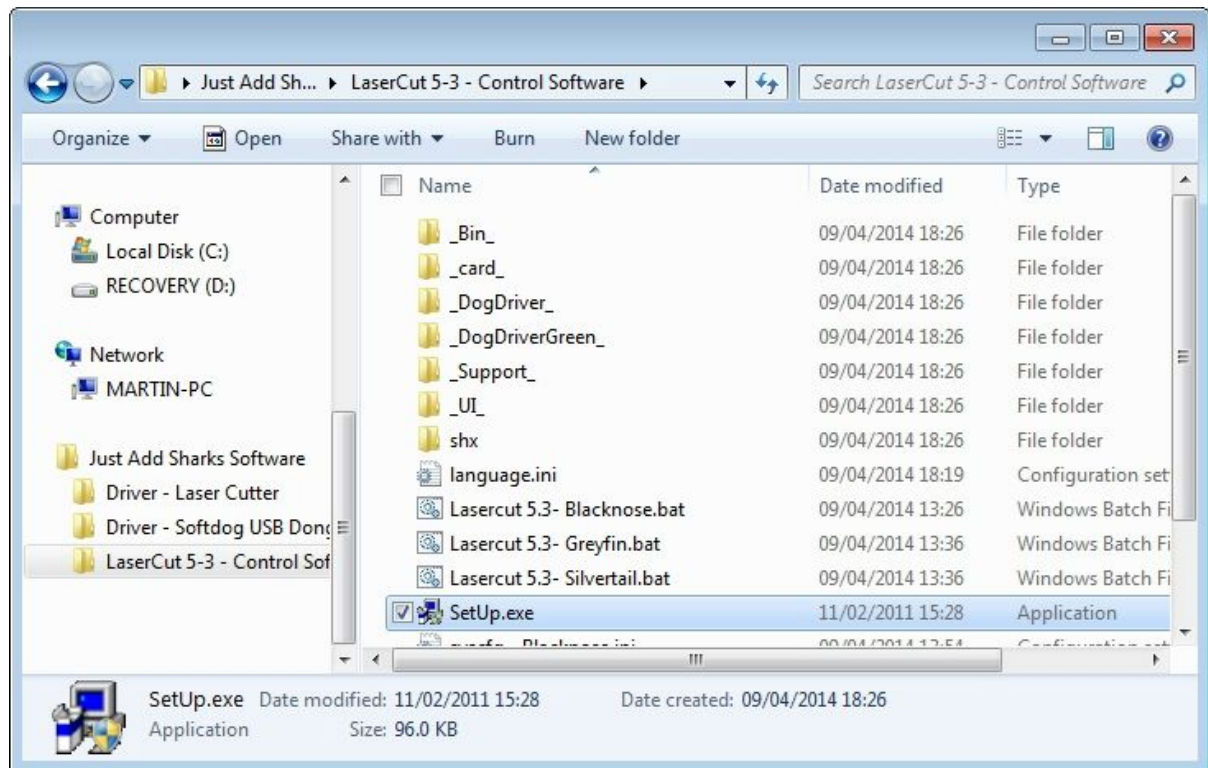 Just Add Sh... LaserCut 5-3 - Control Software Search LaserCut 5-3 - Control Software
Organize Open Share with Burn New folder
Name Date modified Type
Computer
Local Disk (C:)
RECOVERY (D:)
Network
MARTIN-PC
Just Add Sharks Software
Driver - Laser Cutter
Driver - Softdog USB Dong
LaserCut 5-3 - Control Sof
_Bin_ 09/04/2014 18:26 File folder
_card_ 09/04/2014 18:26 File folder
_DogDriver_ 09/04/2014 18:26 File folder
_DogDriverGreen_ 09/04/2014 18:26 File folder
_Support_ 09/04/2014 18:26 File folder
_UI_ 09/04/2014 18:26 File folder
shx 09/04/2014 18:26 File folder
language.ini 09/04/2014 18:19 Configuration set
Lasercut 5.3- Blacknose.bat 09/04/2014 13:26 Windows Batch Fi
Lasercut 5.3- Greyfin.bat 09/04/2014 13:36 Windows Batch Fi
Lasercut 5.3- Silvertail.bat 09/04/2014 13:36 Windows Batch Fi
SetUp.exe 11/02/2011 15:28 Application
SetUp.exe Date modified: 11/02/2011 15:28 Date created: 09/04/2014 18:26
Application Size: 96.0 KB